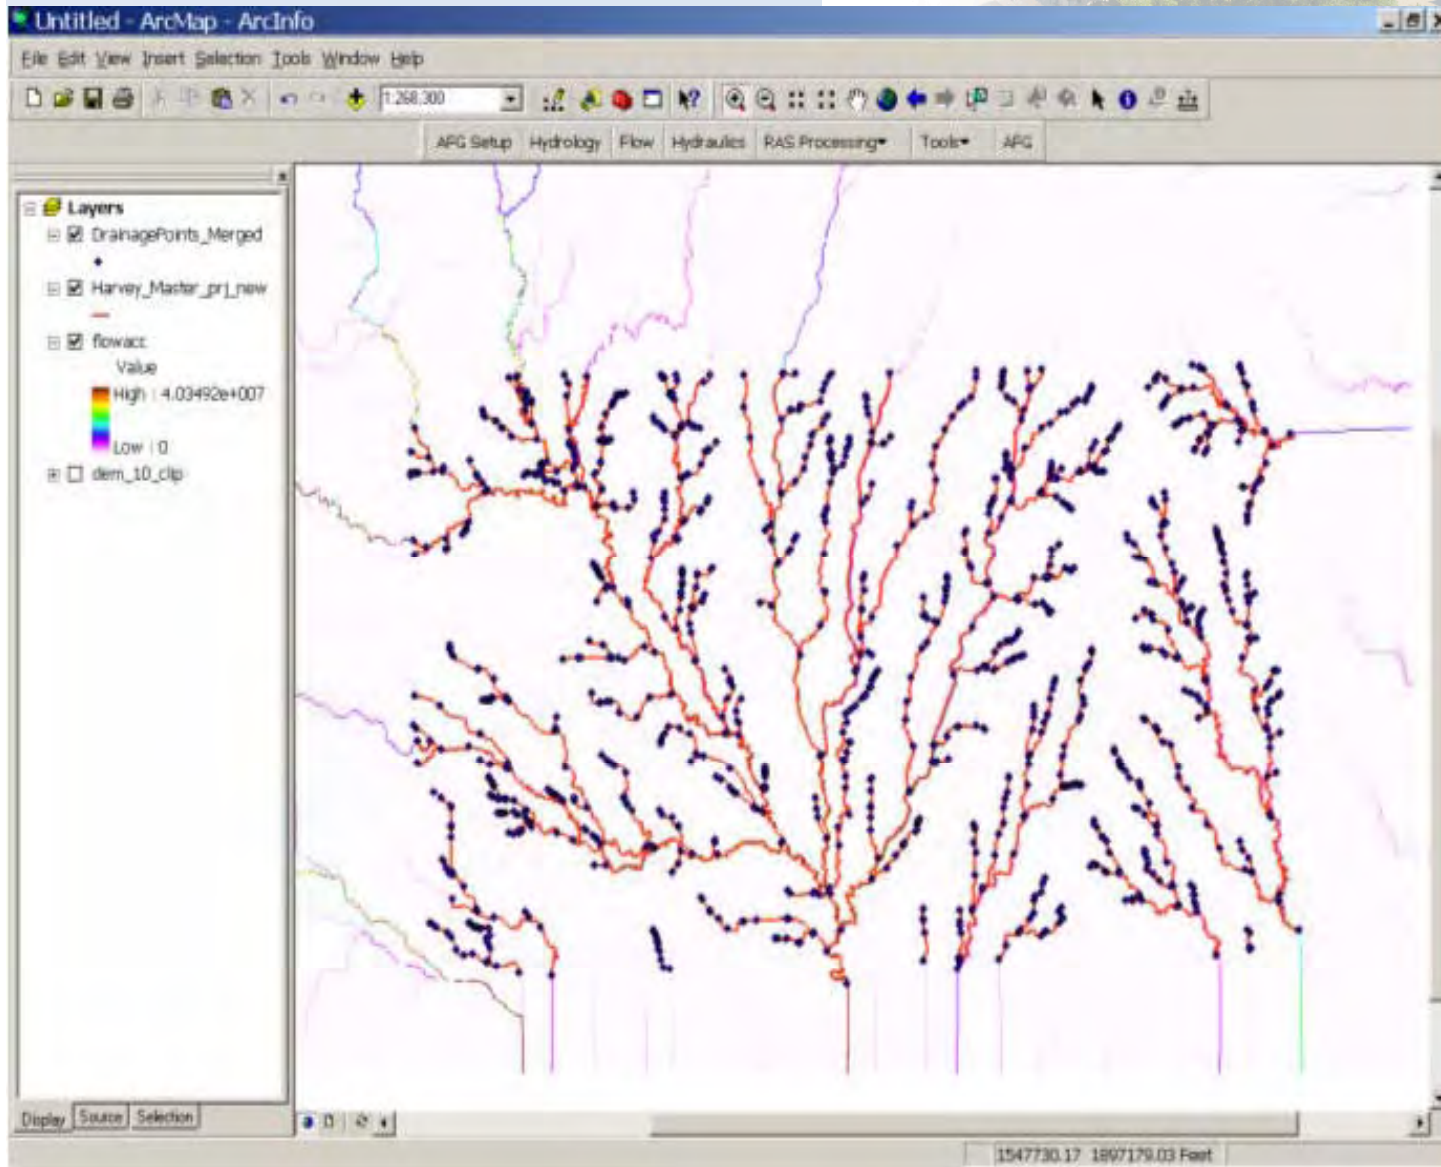 Untitled - ArcMap - ArcInfo
File Edit View Insert Selection Tools Window Help
1:268,300
AFG Setup Hydrology Flow Hydraulics RAS Processing Tools AFG
Layers
DrainagePoints_Merged
Harvey_Master_prj_new
flowacc
Value
High : 4.03492e+007
Low : 0
dem_10_clip
Display Source Selection
1547730.17 1897179.03 Feet